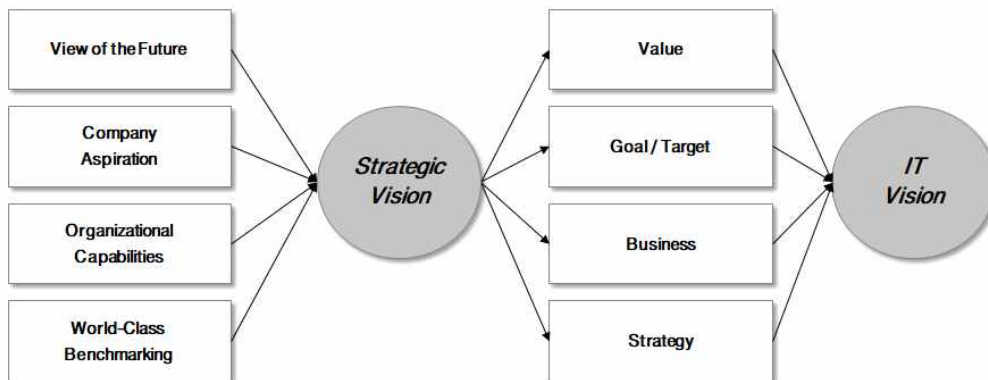 View of the Future
Company
Aspiration
Organizational
Capabilities
World-Class
Benchmarking
Strategic
Vision
Value
Goal / Target
Business
Strategy
IT
Vision